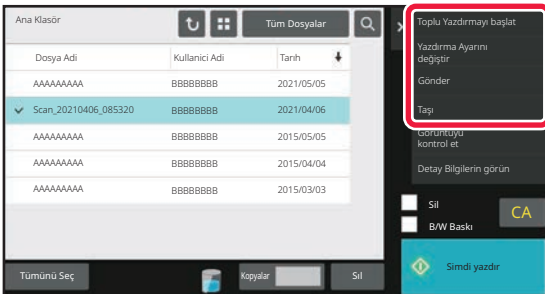 Ana Klasör
Tüm Dosyalar
Dosya Adi
Kullanici Adi
Tarıh
AAAAAAAAA
BBBBBBBB
2021/05/05
Scan_20210406_085320
BBBBBBBB
2021/04/06
AAAAAAAAA
BBBBBBBB
2015/05/05
AAAAAAAAA
BBBBBBBB
2015/04/04
AAAAAAAAA
BBBBBBBB
2015/03/03
Tümünü Seç
Kopyalar
Sıl
Toplu Yazdırmayı başlat
Yazdırma Ayarını
değiştir
Gönder
Taşı
Görüntüyü
kontrol et
Detay Bilgilerin görün
Sil
B/W Baskı
CA
Simdi yazdır